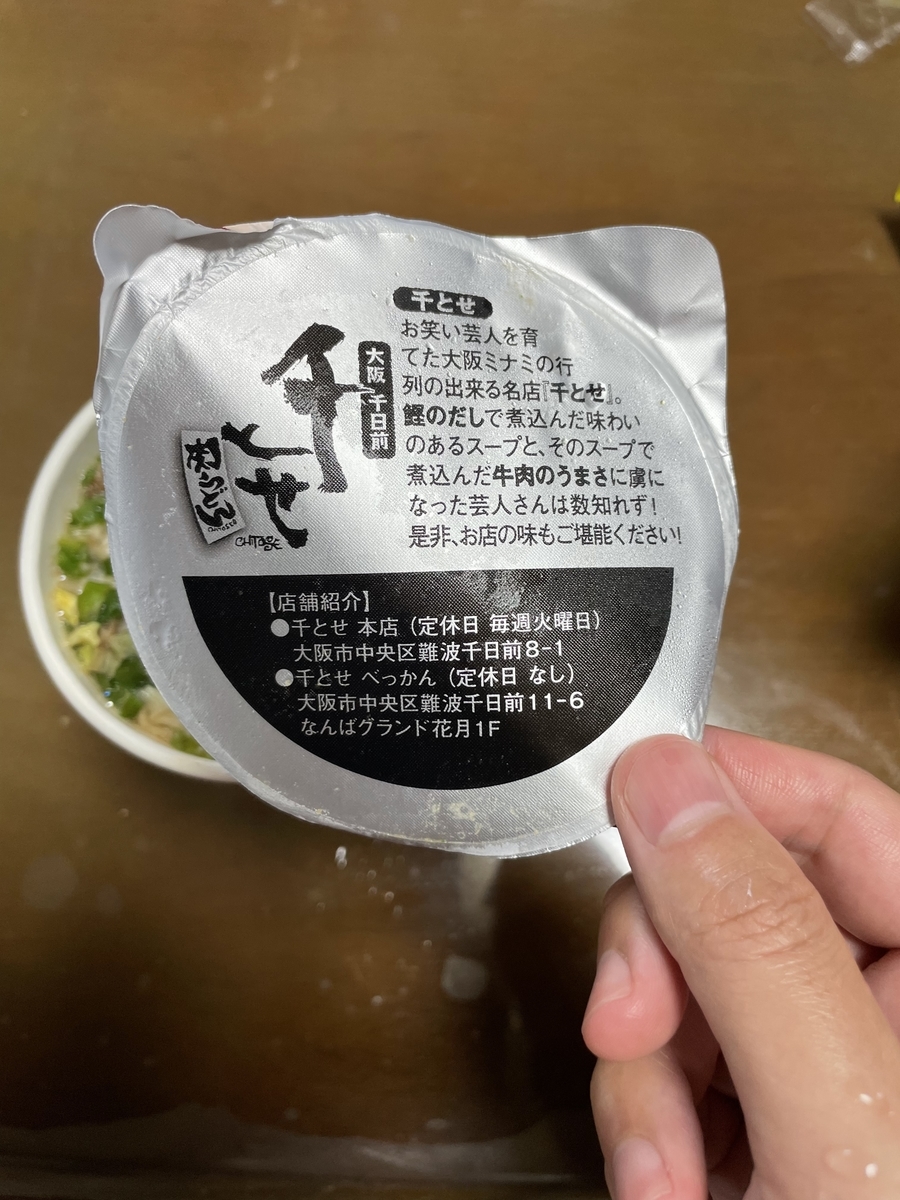 千とせ
大阪 千日前
肉うどん
CHITOSE
千とせ
お笑い芸人を育
てた大阪ミナミの行
列の出来る名店『千とせ』。
鰹のだしで煮込んだ味わい
のあるスープと、そのスープで
煮込んだ牛肉のうまさに虜に
なった芸人さんは数知れず!
是非、お店の味もご堪能ください!
【店舗紹介】
●千とせ 本店(定休日 毎週火曜日)
大阪市中央区難波千日前8-1
●千とせ べっかん(定休日 なし)
大阪市中央区難波千日前11-6
なんばグランド花月1F